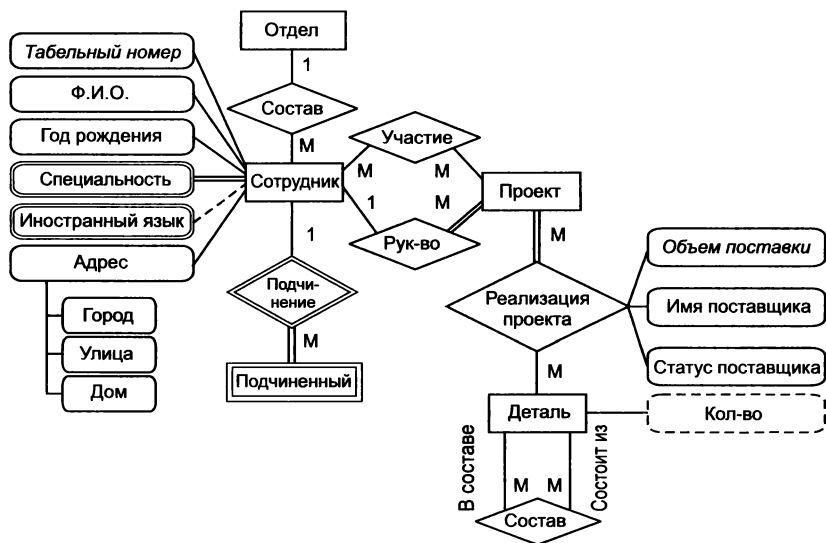 Отдел
Табельный номер
1
Ф.И.О.
Состав
Год рождения
М
Участие
Специальность
Сотрудник
М
М
Проект
1
М
Иностранный язык
Рук-во
Адрес
1
М
Объем поставки
Подчи-
нение
Город
Реализация
проекта
Имя поставщика
Улица
М
Статус поставщика
Дом
Подчиненный
М
Деталь
Кол-во
В составе
Состоит из
М
М
Состав